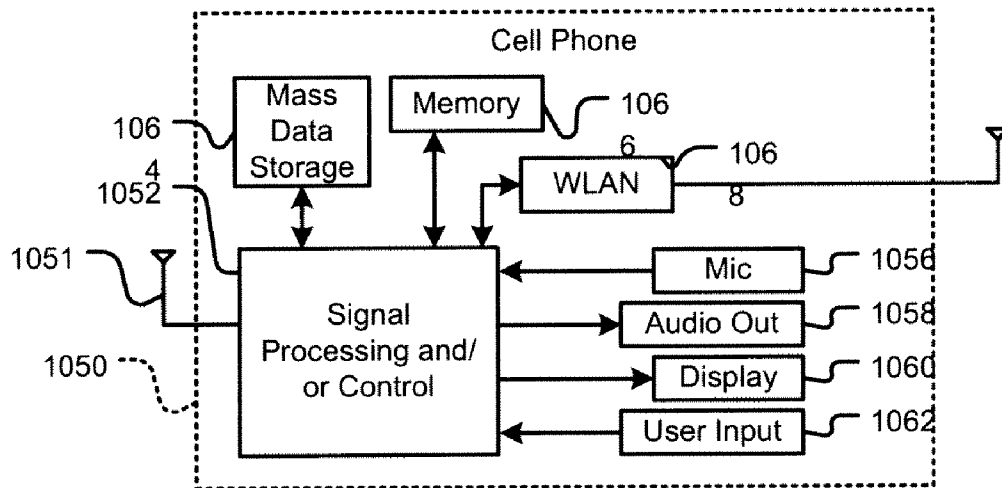 Cell Phone
Mass
Data
Storage
Memory
106
106
4
6
106
WLAN
8
1052
1051
Mic
1056
Signal
Processing and/
or Control
Audio Out
1058
1050
Display
1060
User Input
1062